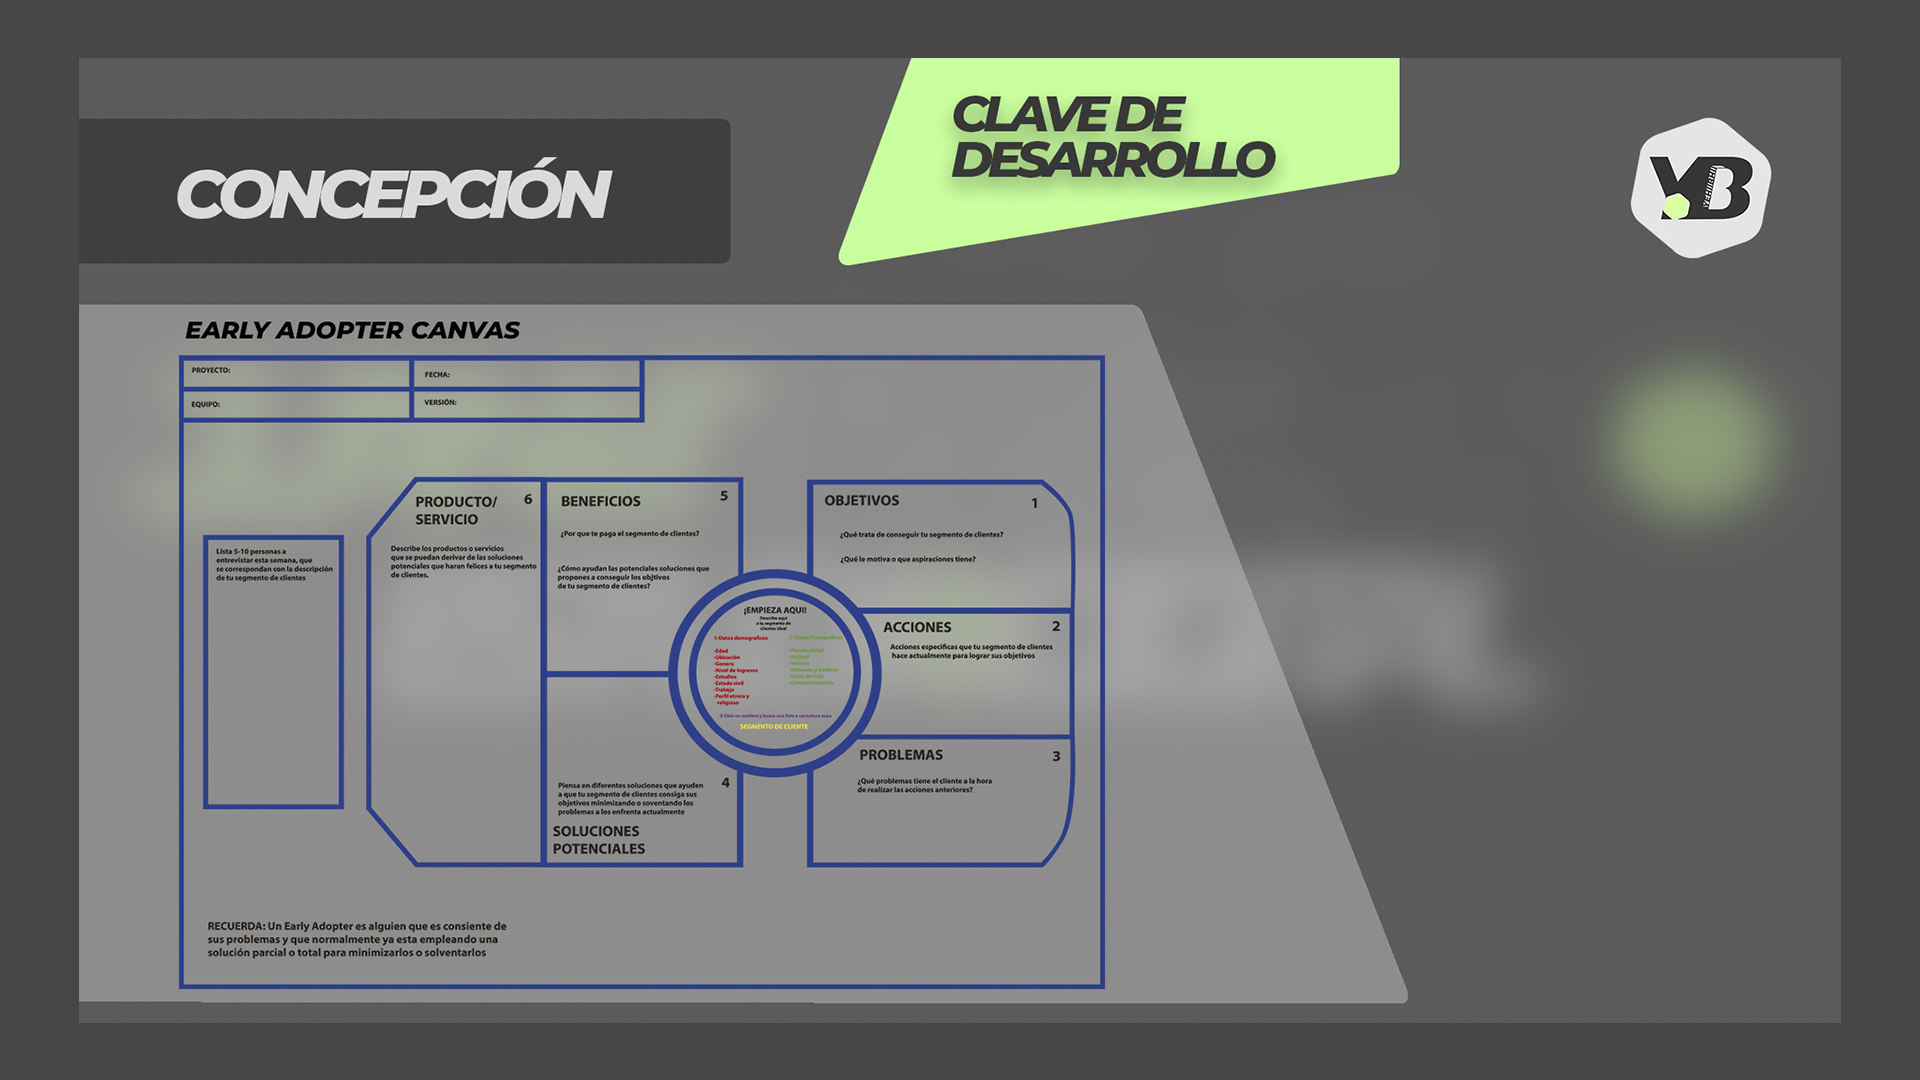 CONCEPCIÓN
CLAVE DE
DESARROLLO
YB
EARLY ADOPTER CANVAS
PROYECTO:
FECHA:
EQUIPO:
VERSIÓN:
Lista 5-10 personas a
entrevistar esta semana, que
se correspondan con la descripción
de tu segmento de clientes
PRODUCTO/
SERVICIO
6
Describe los productos o servicios
que se puedan derivar de las soluciones
potenciales que haran felices a tu segmento
de clientes.
BENEFICIOS
5
¿Por que te paga el segmento de clientes?
¿Cómo ayudan las potenciales soluciones que
propones a conseguir los objtivos
de tu segmento de clientes?
4
Piensa en diferentes soluciones que ayuden
a que tu segmento de clientes consiga sus
objetivos minimizando o soventando los
problemas a los enfrenta actualmente
SOLUCIONES
POTENCIALES
¡EMPIEZA AQUI!
Describe aqui
a tu segmento de
clientes ideal
1-Datos demograficos
-Edad
-Ubicación
-Genero
-Nivel de ingresos
-Estudios
-Estado civil
-Trabajo
-Perfil etnico y
religioso
-Personalidad
-Actitud
-Valores
-Intereses y hobbies
-Estilo de Vida
-Comportamiento
3-Dale un nombre y busca una foto o caricatura suya
SEGMENTO DE CLIENTE
OBJETIVOS
1
¿Qué trata de conseguir tu segmento de clientes?
¿Qué le motiva o que aspiraciones tiene?
ACCIONES
2
Acciones especificas que tu segmento de clientes
hace actualmente para lograr sus objetivos
PROBLEMAS
3
¿Qué problemas tiene el cliente a la hora
de realizar las acciones anteriores?
RECUERDA: Un Early Adopter es alguien que es consiente de
sus problemas y que normalmente ya esta empleando una
solución parcial o total para minimizarlos o solventarlos